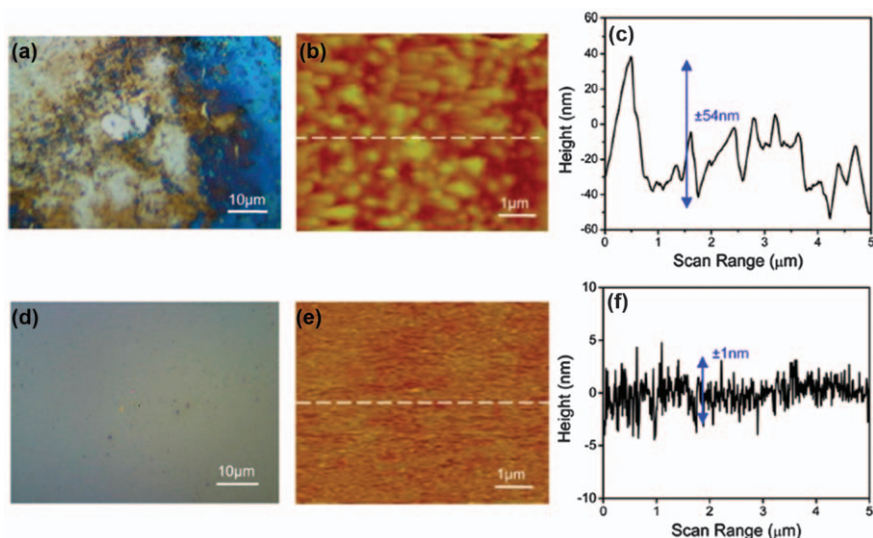 (a)
10μm
(b)
1μm
(c)
60
40
20
0
-20
-40
-60
Height (nm)
±54nm
0
1
2
3
4
5
Scan Range (μm)
(d)
10μm
(e)
1μm
(f)
10
5
0
-5
-10
Height (nm)
±1nm
0
1
2
3
4
5
Scan Range (μm)